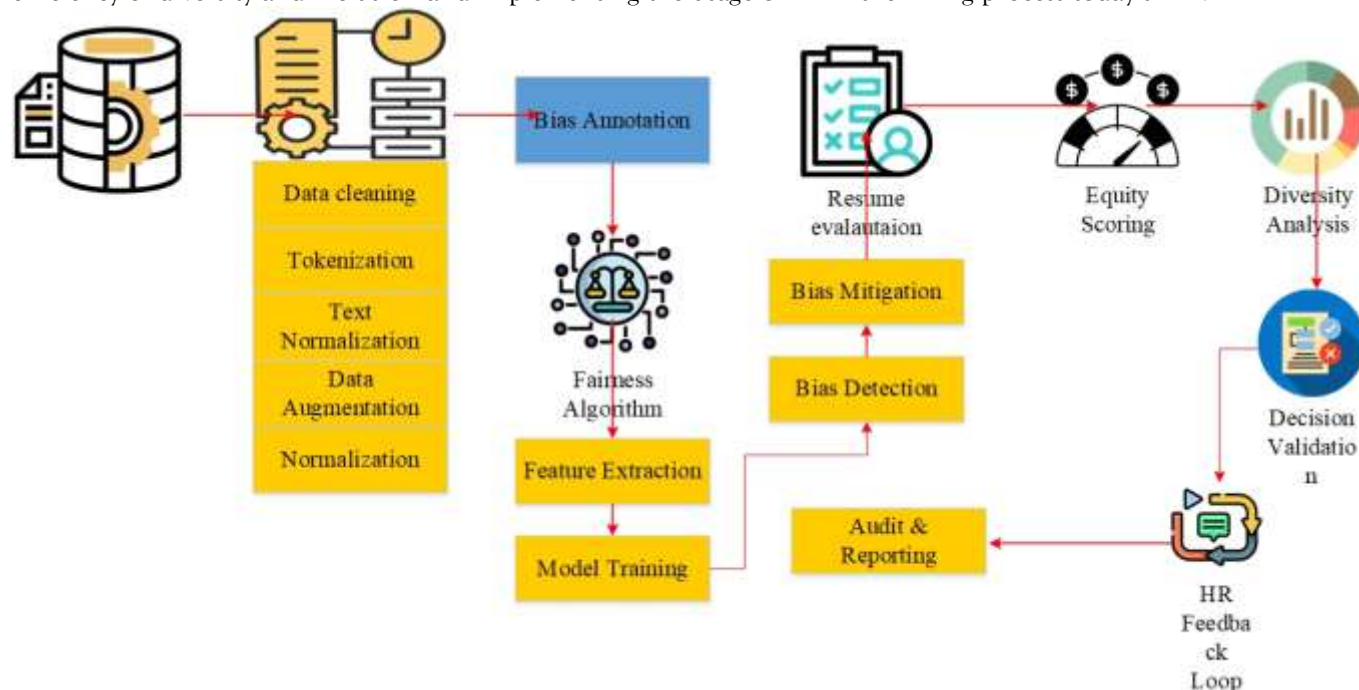 Data cleaning
Tokenization
Text
Normalization
Data
Augmentation
Normalization
Bias Annotation
Fairness
Algorithm
Feature Extraction
Model Training
Bias Detection
Bias Mitigation
Resume
evalautaion
Equity
Scoring
Diversity
Analysis
Decision
Validatio
n
HR
Feedba
ck
Loop
Audit &
Reporting